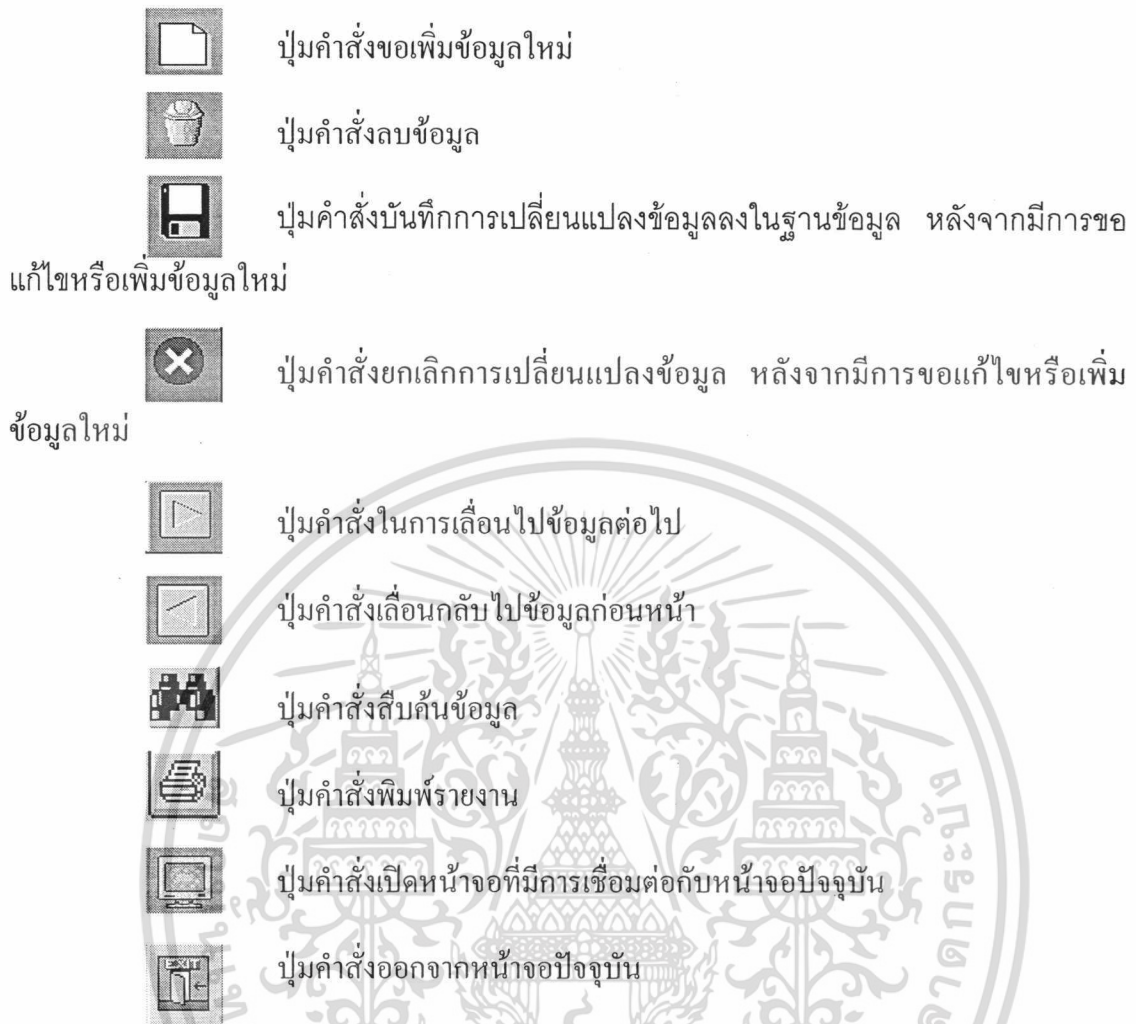 ปุ่มคำสั่งขอเพิ่มข้อมูลใหม่
ปุ่มคำสั่งลบข้อมูล
ปุ่มคำสั่งบันทึกการเปลี่ยนแปลงข้อมูลลงในฐานข้อมูล หลังจากมีการขอ
แก้ไขหรือเพิ่มข้อมูลใหม่
ปุ่มคำสั่งยกเลิกการเปลี่ยนแปลงข้อมูล หลังจากมีการขอแก้ไขหรือเพิ่ม
ข้อมูลใหม่
ปุ่มคำสั่งในการเลื่อนไปข้อมูลต่อไป
ปุ่มคำสั่งเลื่อนกลับไปข้อมูลก่อนหน้า
ปุ่มคำสั่งสืบค้นข้อมูล
ปุ่มคำสั่งพิมพ์รายงาน
ปุ่มคำสั่งเปิดหน้าจอที่มีการเชื่อมต่อกับหน้าจอปัจจุบัน
EXIT
ปุ่มคำสั่งออกจากหน้าจอปัจจุบัน